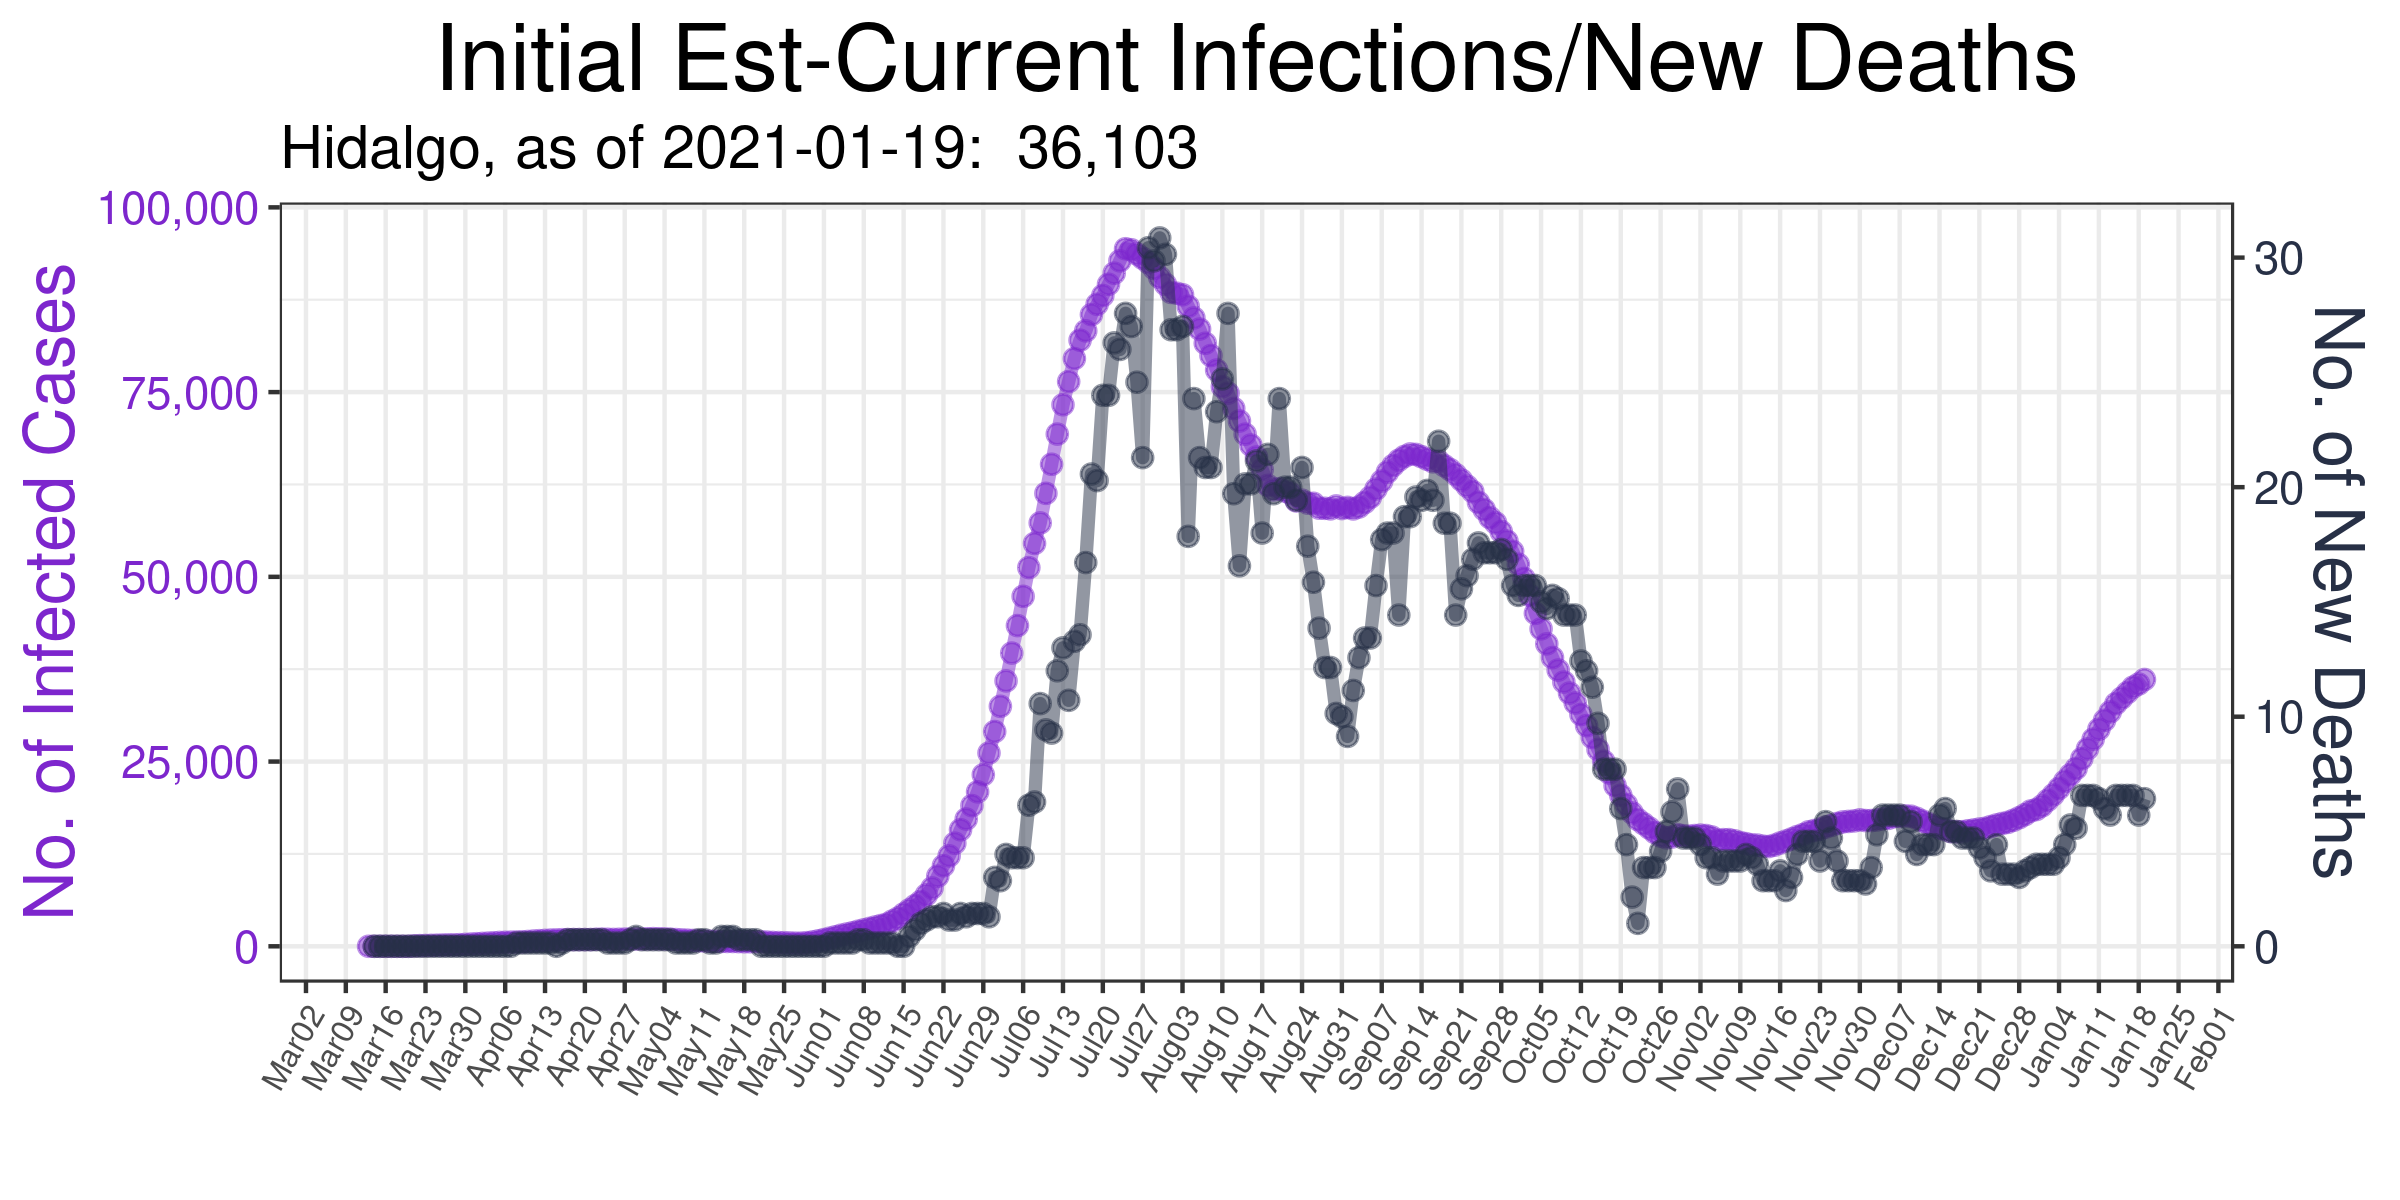 Initial Est-Current Infections/New Deaths
Hidalgo, as of 2021-01-19:  36,103
No. of Infected Cases
100,000
75,000
50,000
25,000
0
30
20
10
0
No. of New Deaths
Mar02
Mar09
Mar16
Mar23
Mar30
Apr06
Apr13
Apr20
Apr27
May04
May11
May18
May25
Jun01
Jun08
Jun15
Jun22
Jun29
Jul06
Jul13
Jul20
Jul27
Aug03
Aug10
Aug17
Aug24
Aug31
Sep07
Sep14
Sep21
Sep28
Oct05
Oct12
Oct19
Oct26
Nov02
Nov09
Nov16
Nov23
Nov30
Dec07
Dec14
Dec21
Dec28
Jan04
Jan11
Jan18
Jan25
Feb01